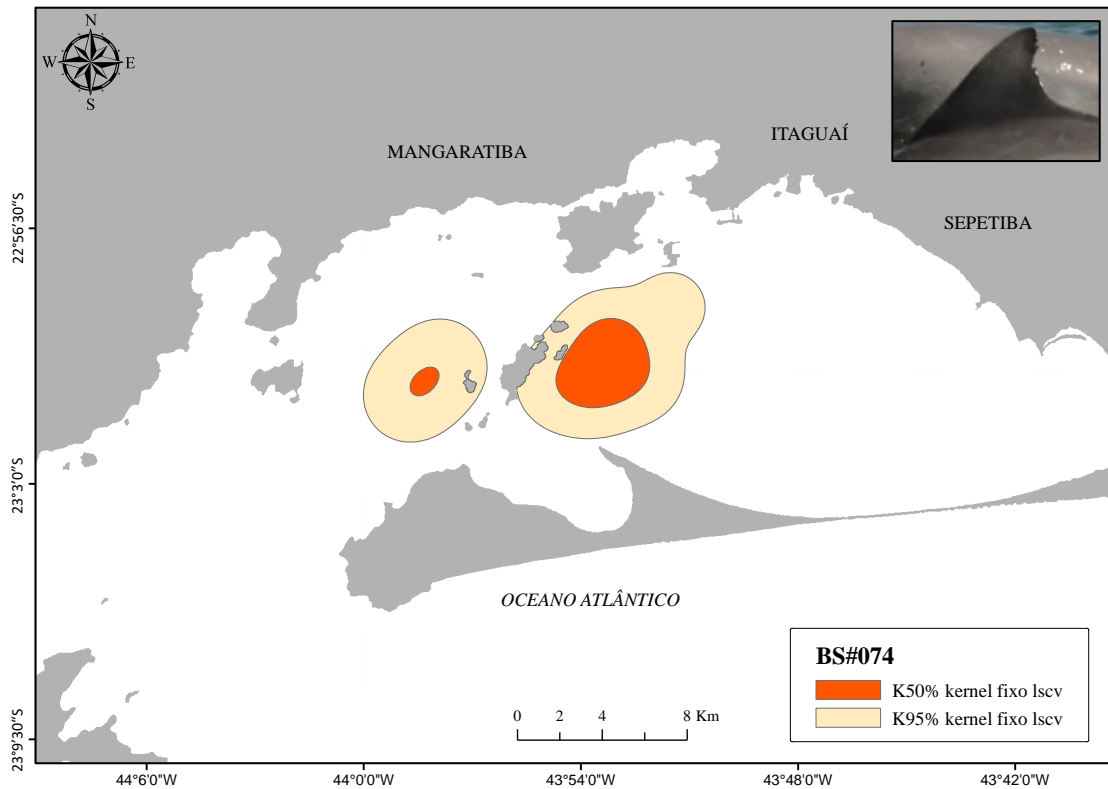 N
W E
S
MANGARATIBA
ITAGUAÍ
SEPETIBA
22°56'30"S
23°3'0"S
23°9'30"S
OCEANO ATLÂNTICO
BS#074
K50% kernel fixo lscv
K95% kernel fixo lscv
0 2 4 8 Km
44°6'0"W 44°0'0"W 43°54'0"W 43°48'0"W 43°42'0"W